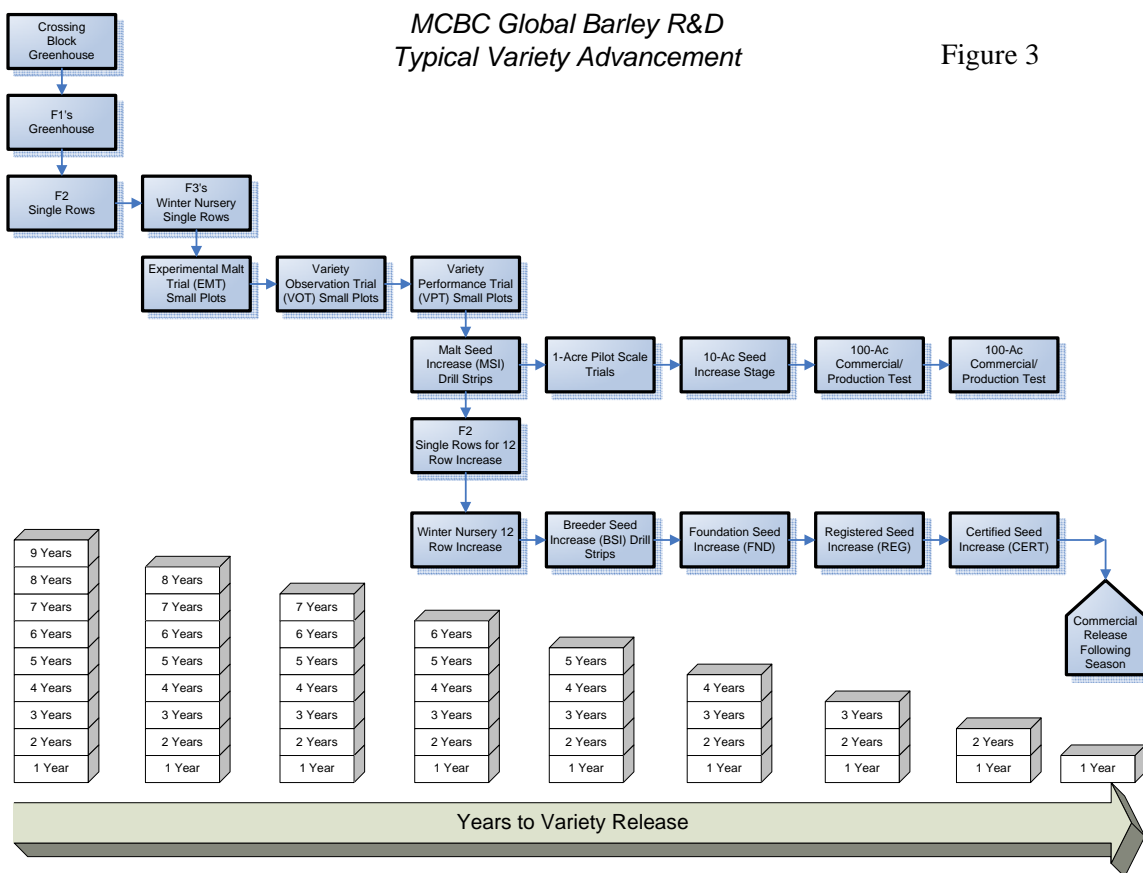 MCBC Global Barley R&D
Typical Variety Advancement
Figure 3
Crossing
Block
Greenhouse
F1's
Greenhouse
F2
Single Rows
F3's
Winter Nursery
Single Rows
Experimental Malt
Trial (EMT)
Small Plots
Variety
Observation Trial
(VOT) Small Plots
Variety
Performance Trial
(VPT) Small Plots
Malt Seed
Increase (MSI)
Drill Strips
1-Acre Pilot Scale
Trials
10-Ac Seed
Increase Stage
100-Ac
Commercial/
Production Test
100-Ac
Commercial/
Production Test
F2
Single Rows for 12
Row Increase
Winter Nursery 12
Row Increase
Breeder Seed
Increase (BSI) Drill
Strips
Foundation Seed
Increase (FND)
Registered Seed
Increase (REG)
Certified Seed
Increase (CERT)
Commercial
Release
Following
Season
9 Years
8 Years
7 Years
6 Years
5 Years
4 Years
3 Years
2 Years
1 Year
8 Years
7 Years
6 Years
5 Years
4 Years
3 Years
2 Years
1 Year
7 Years
6 Years
5 Years
4 Years
3 Years
2 Years
1 Year
6 Years
5 Years
4 Years
3 Years
2 Years
1 Year
5 Years
4 Years
3 Years
2 Years
1 Year
4 Years
3 Years
2 Years
1 Year
3 Years
2 Years
1 Year
2 Years
1 Year
1 Year
Years to Variety Release